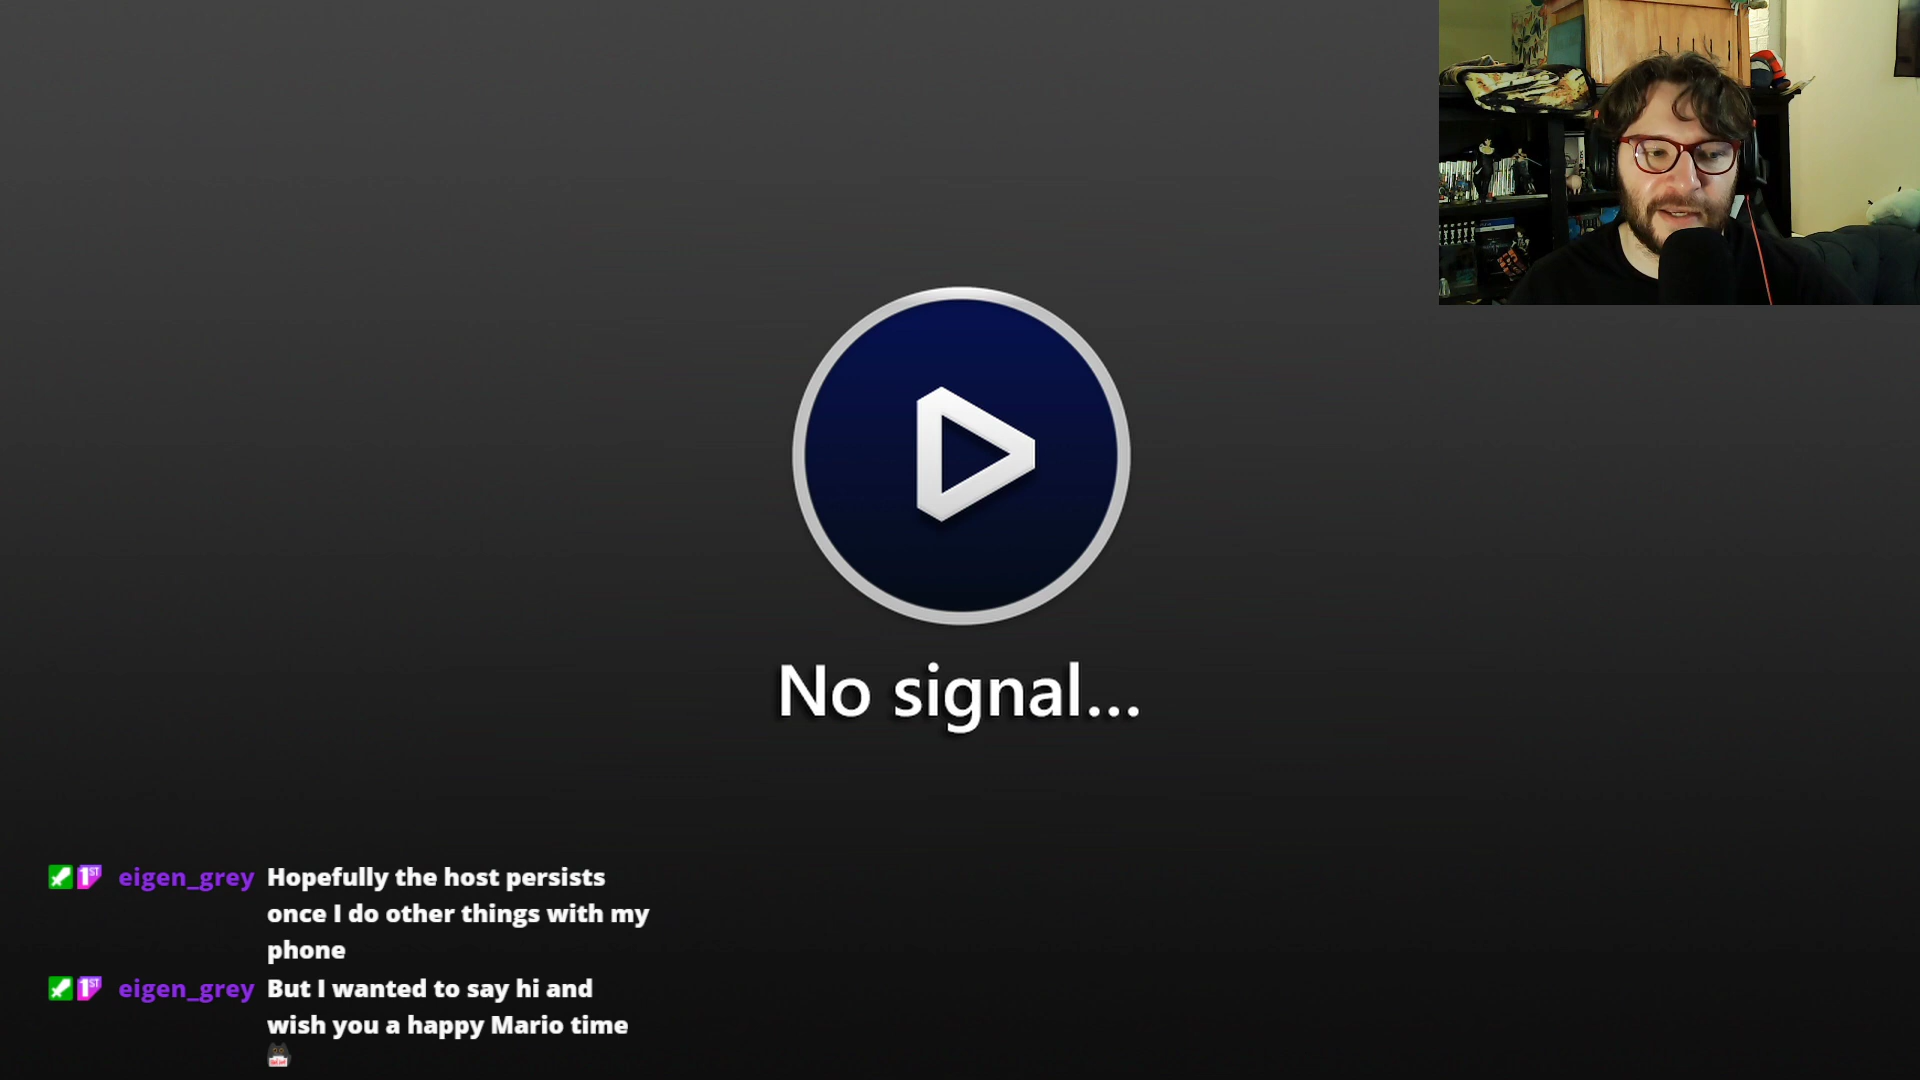 No signal...
eigen_grey Hopefully the host persists
once I do other things with my
phone
eigen_grey But I wanted to say hi and
wish you a happy Mario time